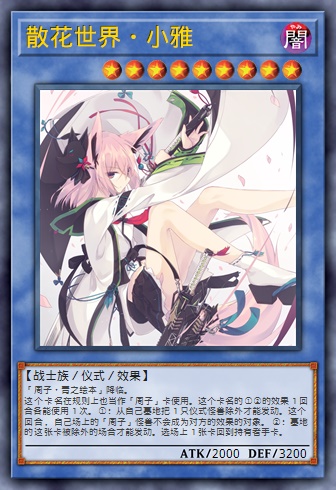 散花世界・小雅
闇
【战士族/仪式/效果】
「周子·胃之绘本」降临。
这个卡名在规则上也当作「周子」卡使用。这个卡名的①②的效果1回
合各能使用1次。①：从自己墓地把1只仪式怪兽除外才能发动。这个
回合，自己场上的「周子」怪兽不会成为对方的效果的对象。②：墓地
的这张卡被除外的场合才能发动。选场上1张卡回到持有者手卡。
ATK/2000 DEF/3200